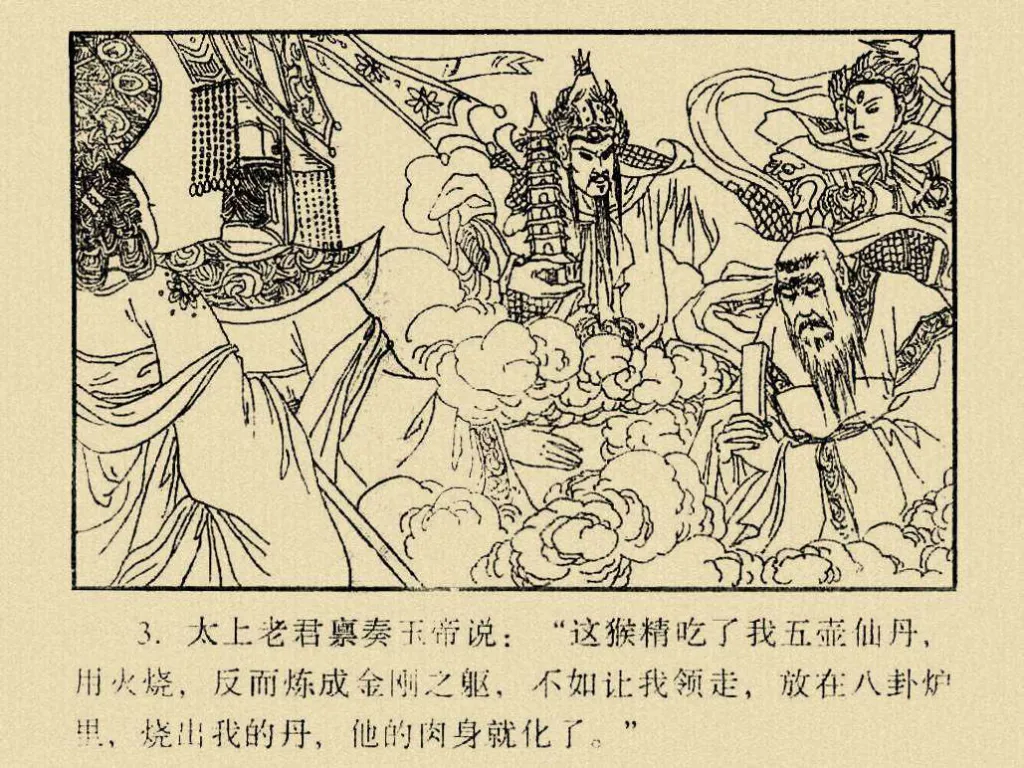 3. 太上老君禀奏玉帝说：“这猴精吃了我五壶仙丹，
用火烧，反而炼成金刚之躯，不如让我领走，放在八卦炉
里，烧出我的丹，他的肉身就化了。”